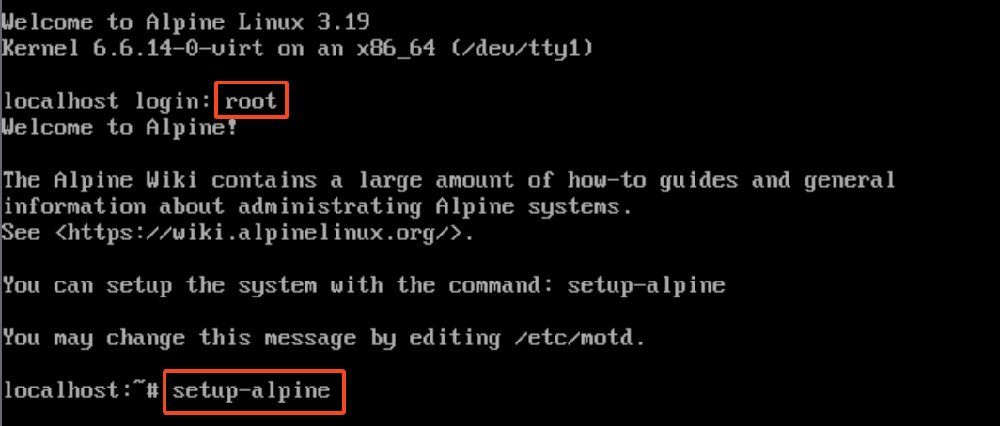 Welcome to Alpine Linux 3.19
Kernel 6.6.14-0-virt on an x86_64 (/dev/tty1)
localhost login: root
Welcome to Alpine!
The Alpine Wiki contains a large amount of how-to guides and general
information about administrating Alpine systems.
See <https://wiki.alpinelinux.org/>.
You can setup the system with the command: setup-alpine
You may change this message by editing /etc/motd.
localhost:~# setup-alpine